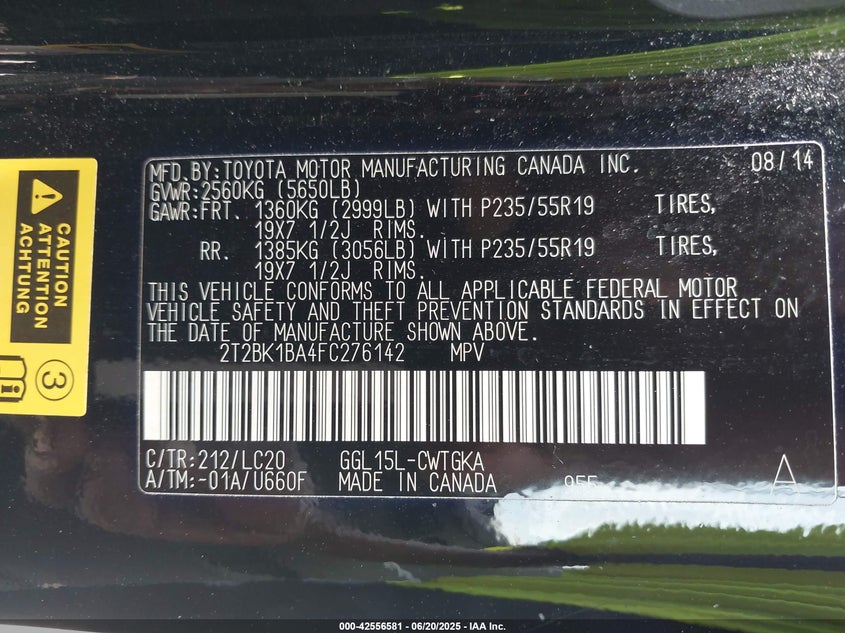 MFD.BY:TOYOTA MOTOR MANUFACTURING CANADA INC. 08/14
GVWR:2560KG (5650LB)
GAWR:FRT. 1360KG (2999LB) WITH P235/55R19 TIRES,
19X7 1/2J RIMS.
RR. 1385KG (3056LB) WITH P235/55R19 TIRES,
19X7 1/2J RIMS.
THIS VEHICLE CONFORMS TO ALL APPLICABLE FEDERAL MOTOR
VEHICLE SAFETY AND THEFT PREVENTION STANDARDS IN EFFECT ON
THE DATE OF MANUFACTURE SHOWN ABOVE.
2T2BK1BA4FC276142 MPV
C/TR:212/LC20 GGL15L-CWTGKA
A/TM:-01A/U660F MADE IN CANADA A
CAUTION
ATTENTION
ACHTUNG
3
000-42556581 | 06/20/2025 - IAA Inc.